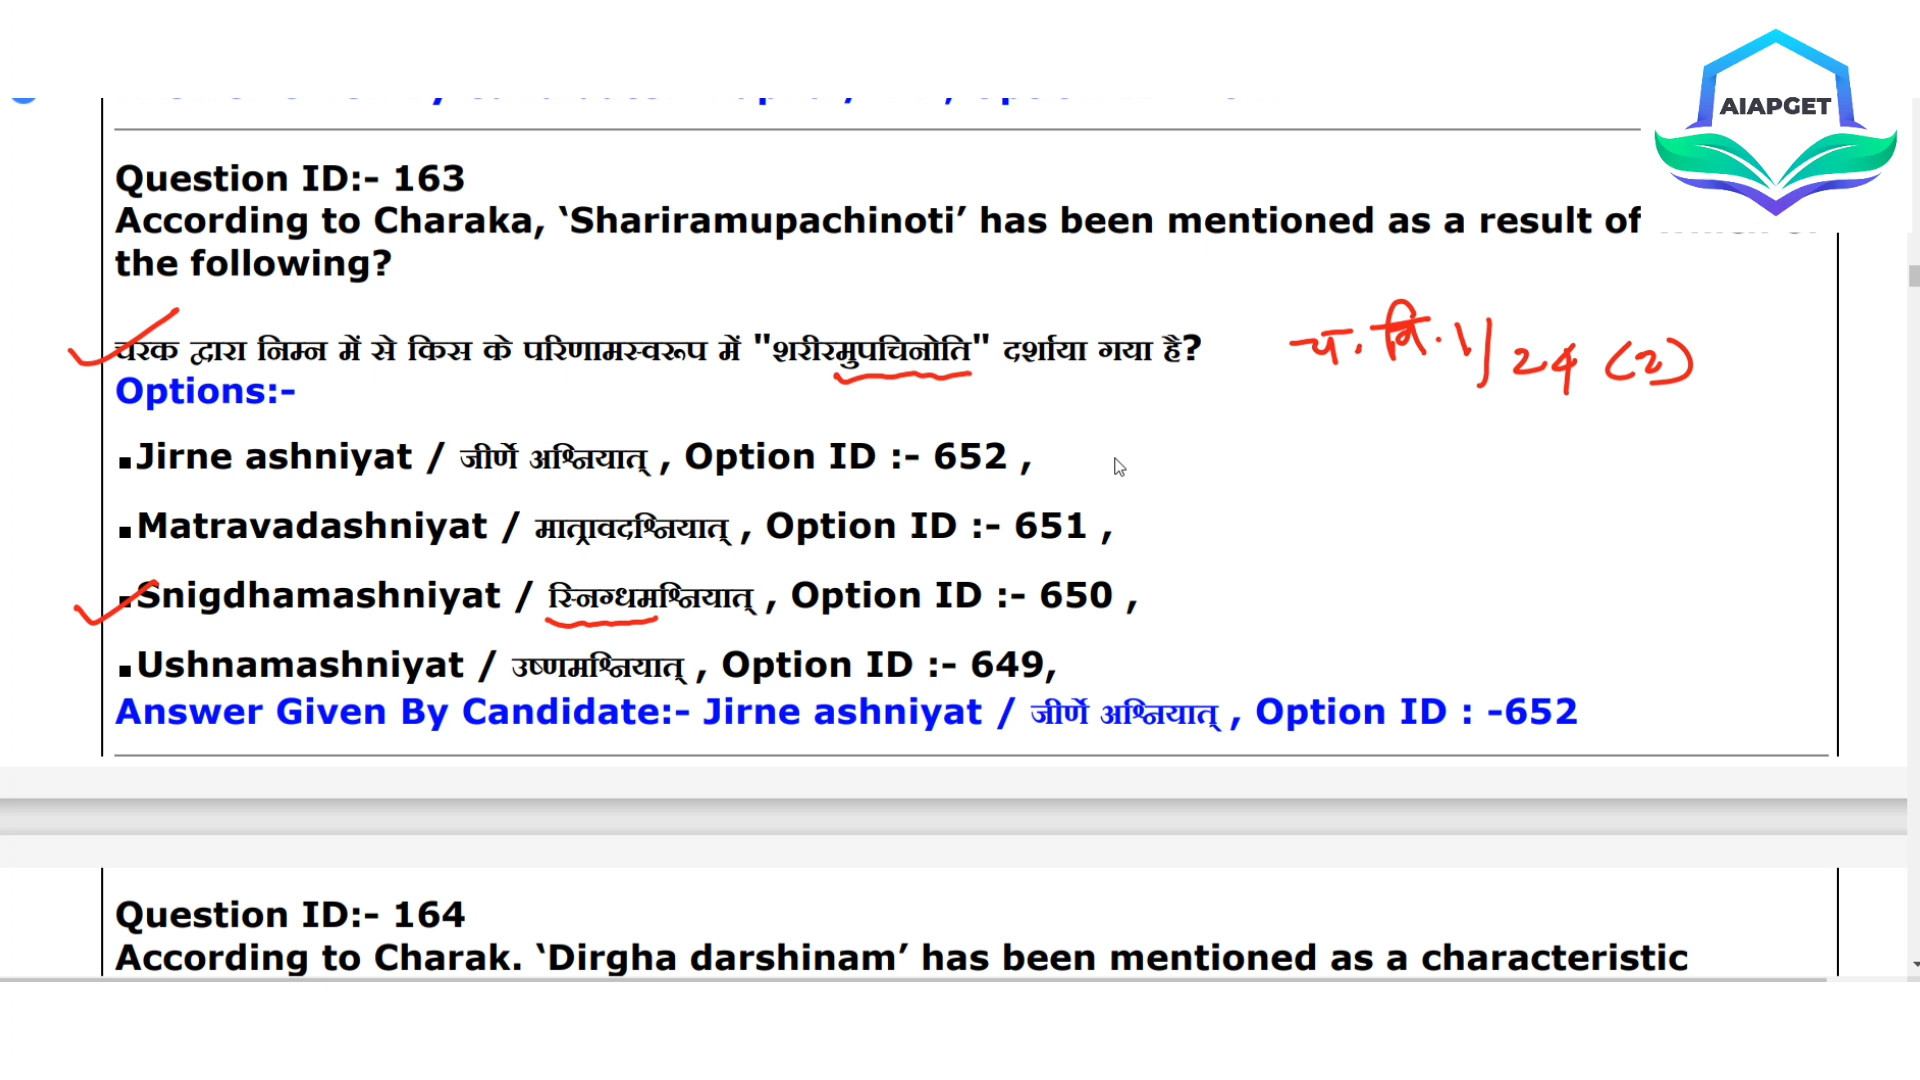 AIAPGET
Question ID:- 163
According to Charaka, ‘Shariramupachinoti’ has been mentioned as a result of
the following?
चरक द्वारा निम्न में से किस के परिणामस्वरूप में "शरीरमुपचिनोति" दर्शाया गया है?
च. वि. 1/24 (2)
Options:-
▪Jirne ashniyat / जीर्णे अश्नियात् , Option ID :- 652 ,
▪Matravadashniyat / मात्रावदश्नियात् , Option ID :- 651 ,
▪Snigdhamashniyat / स्निग्धमश्नियात् , Option ID :- 650 ,
▪Ushnamashniyat / उष्णमश्नियात् , Option ID :- 649,
Answer Given By Candidate:- Jirne ashniyat / जीर्णे अश्नियात् , Option ID : -652
Question ID:- 164
According to Charak. ‘Dirgha darshinam’ has been mentioned as a characteristic